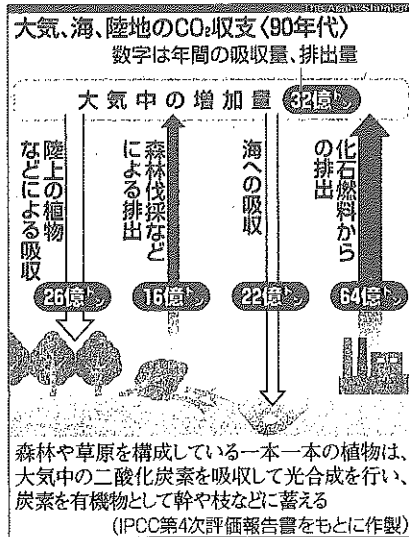 The Asahi Shimbun
大気、海、陸地のCO₂収支〈90年代〉
数字は年間の吸収量、排出量
大気中の増加量 32億トン
陸上の植物
などによる吸収
26億トン
森林伐採など
による排出
16億トン
海への吸収
22億トン
化石燃料から
の排出
64億トン
森林や草原を構成している一本一本の植物は、
大気中の二酸化炭素を吸収して光合成を行い、
炭素を有機物として幹や枝などに蓄える
(IPCC第4次評価報告書をもとに作製)